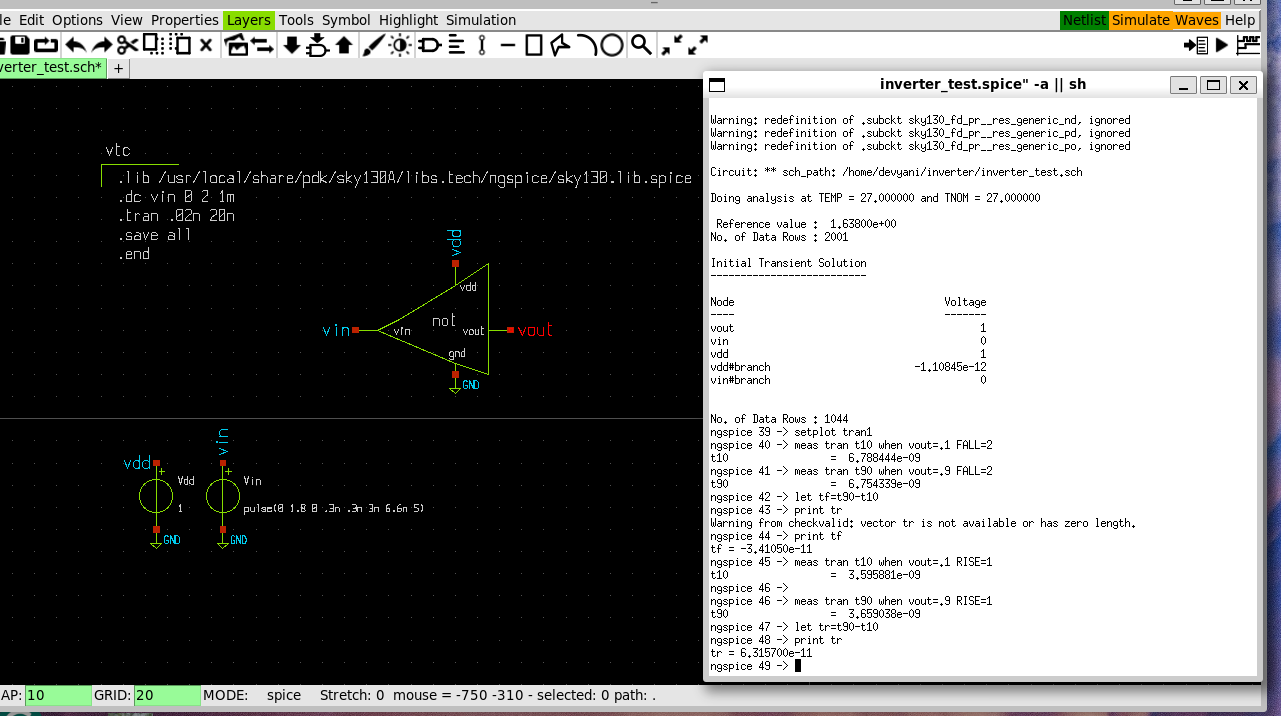 le Edit Options View Properties Layers Tools Symbol Highlight Simulation Netlist Simulate Waves Help
verter_test.sch* +
vtc
.lib /usr/local/share/pdk/sky130A/libs.tech/ngspice/sky130.lib.spice
.dc vin 0 2 1m
.tran .02n 20n
.save all
.end
vdd
vdd
not
vin
vin
vout
vout
gnd
GND
vin
vdd
+
Vdd
1
GND
+
Vin
pulse(0 1.8 0 .3n .3n 3n 6.6n 5)
GND
inverter_test.spice" -a || sh
Warning: redefinition of .subckt sky130_fd_pr__res_generic_nd, ignored
Warning: redefinition of .subckt sky130_fd_pr__res_generic_pd, ignored
Warning: redefinition of .subckt sky130_fd_pr__res_generic_po, ignored
Circuit: ** sch_path: /home/devyani/inverter/inverter_test.sch
Doing analysis at TEMP = 27.000000 and TNOM = 27.000000
Reference value : 1.63800e+00
No. of Data Rows : 2001
Initial Transient Solution
--------------------------
Node Voltage
---- -------
vout 1
vin 0
vdd 1
vdd#branch -1.10845e-12
vin#branch 0
No. of Data Rows : 1044
ngspice 39 -> setplot tran1
ngspice 40 -> meas tran t10 when vout=.1 FALL=2
t10 = 6.788444e-09
ngspice 41 -> meas tran t90 when vout=.9 FALL=2
t90 = 6.754339e-09
ngspice 42 -> let tf=t90-t10
ngspice 43 -> print tr
Warning from checkvalid: vector tr is not available or has zero length.
ngspice 44 -> print tf
tf = -3.41050e-11
ngspice 45 -> meas tran t10 when vout=.1 RISE=1
t10 = 3.595881e-09
ngspice 46 ->
ngspice 46 -> meas tran t90 when vout=.9 RISE=1
t90 = 3.659038e-09
ngspice 47 -> let tr=t90-t10
ngspice 48 -> print tr
tr = 6.315700e-11
ngspice 49 ->
AP: 10 GRID: 20 MODE: spice Stretch: 0 mouse = -750 -310 - selected: 0 path: .